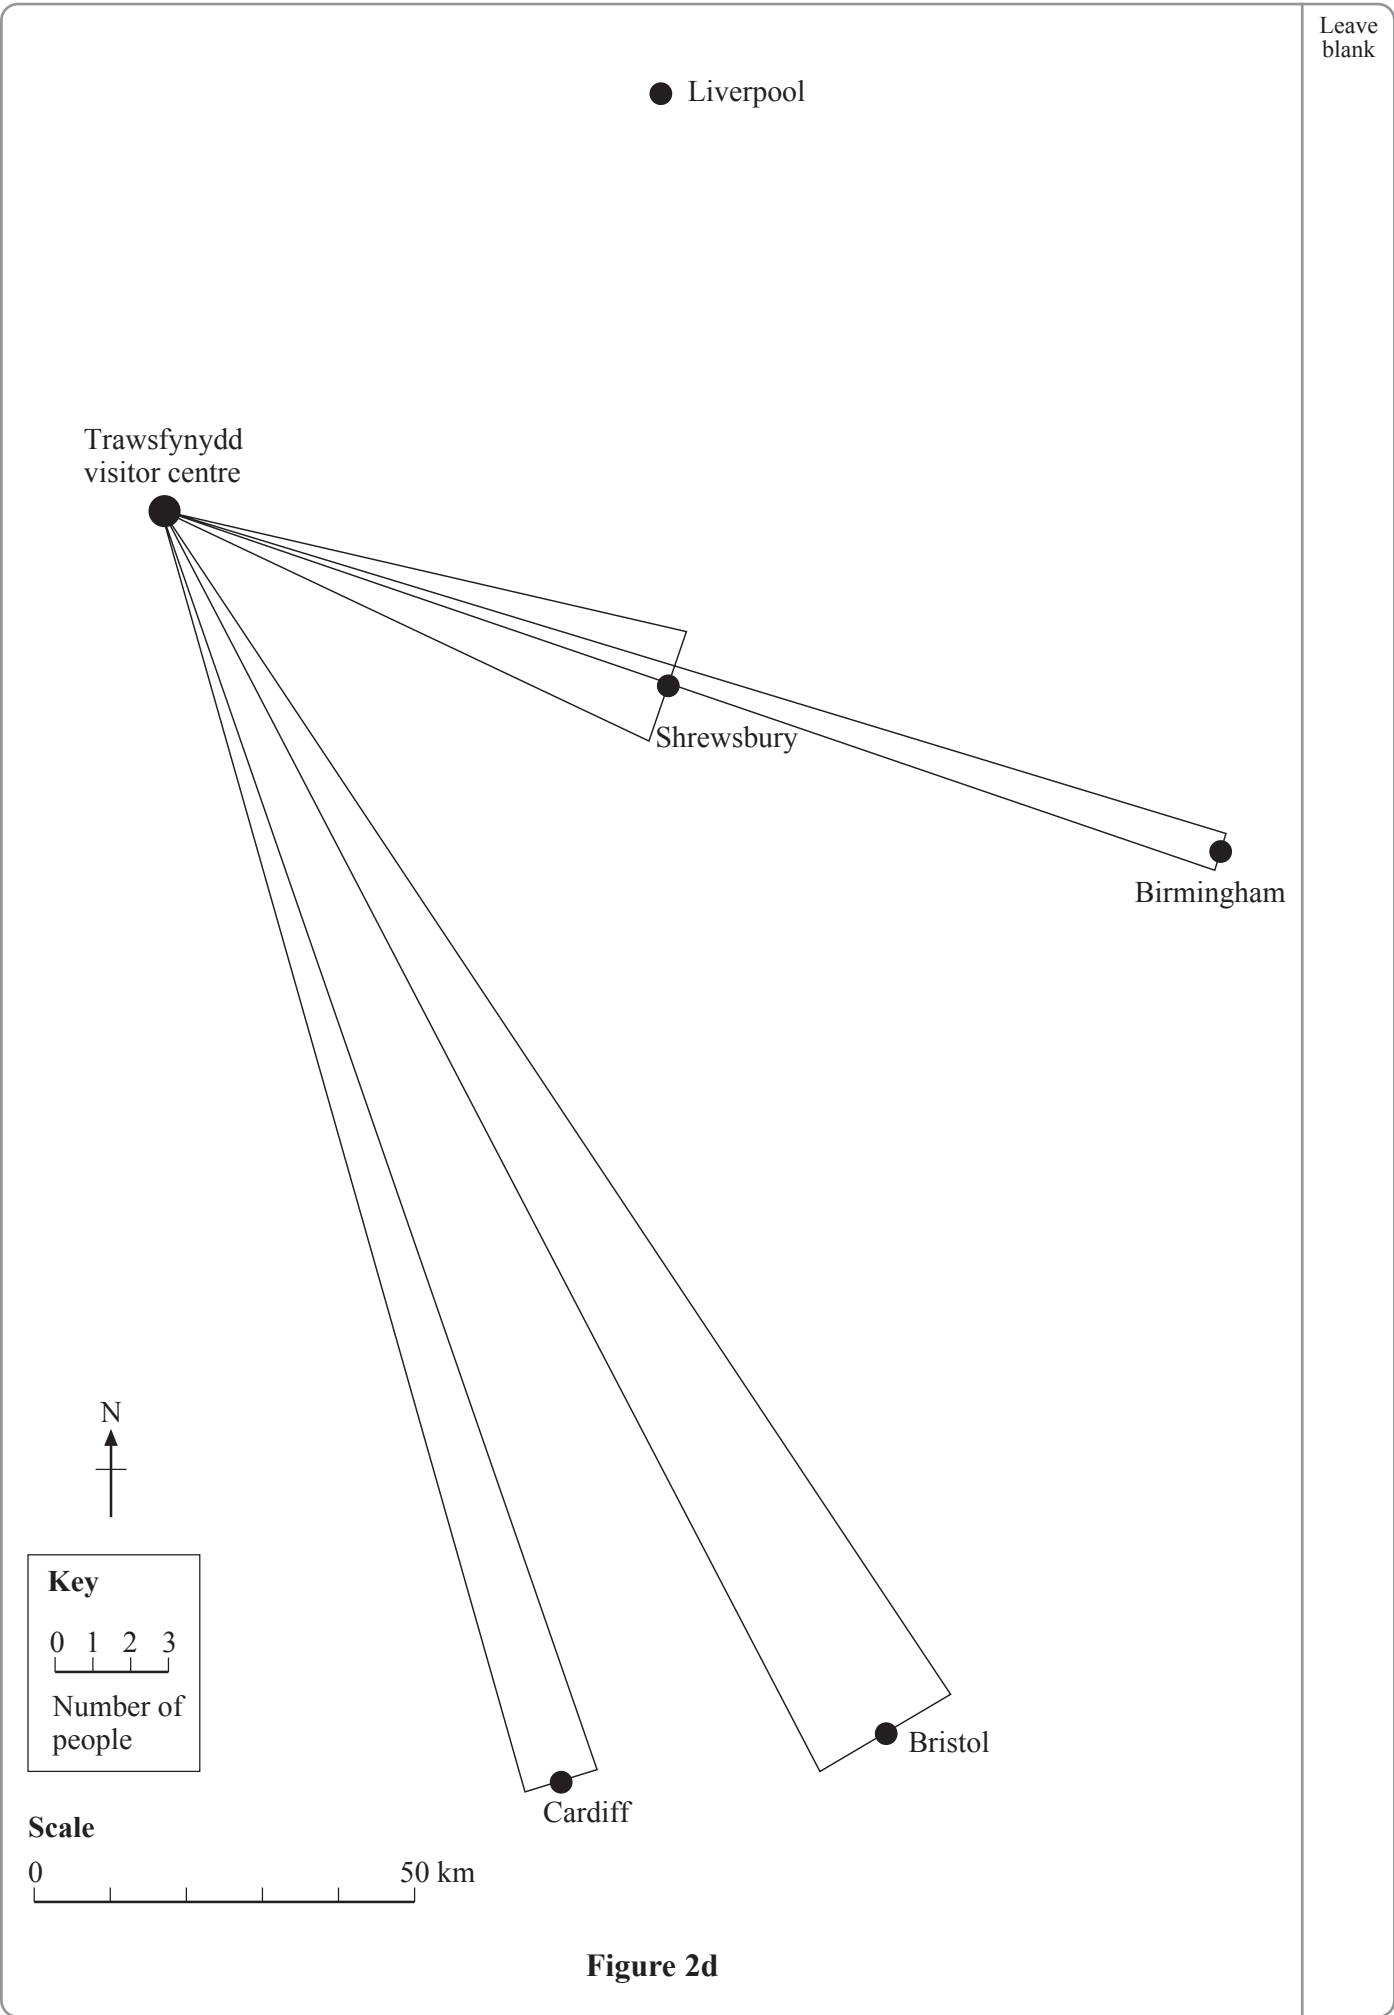 Leave
blank
Liverpool
Trawsfynydd
visitor centre
Shrewsbury
Birmingham
N
Key
0 1 2 3
Number of
people
Bristol
Cardiff
Scale
0 50 km
Figure 2d